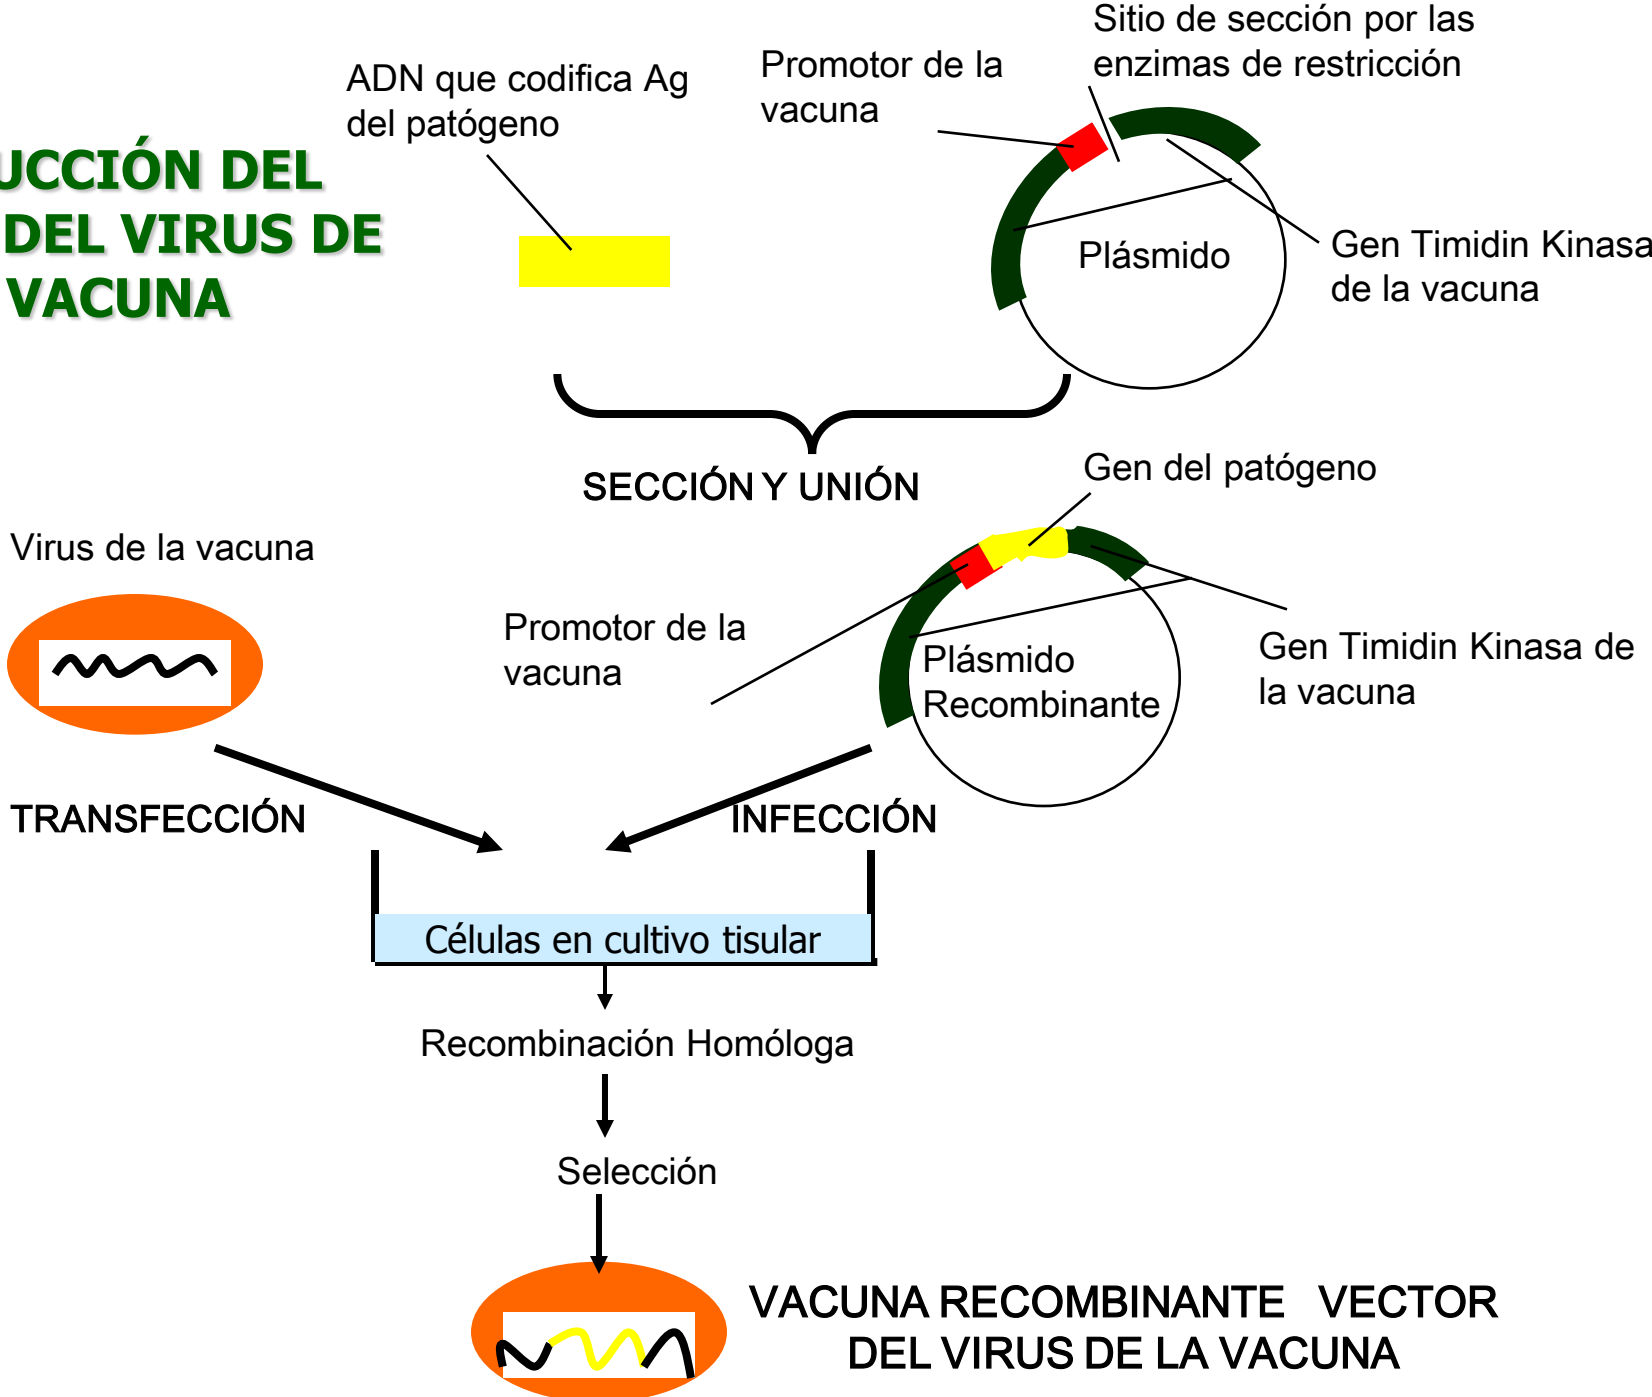 Sitio de sección por las
enzimas de restricción
Promotor de la
vacuna
ADN que codifica Ag
del patógeno
UCCIÓN DEL
DEL VIRUS DE
VACUNA
Plásmido
Gen Timidin Kinasa
de la vacuna
SECCIÓN Y UNIÓN
Gen del patógeno
Virus de la vacuna
Promotor de la
vacuna
Plásmido
Recombinante
Gen Timidin Kinasa de
la vacuna
TRANSFECCIÓN
INFECCIÓN
Células en cultivo tisular
Recombinación Homóloga
Selección
VACUNA RECOMBINANTE VECTOR
DEL VIRUS DE LA VACUNA